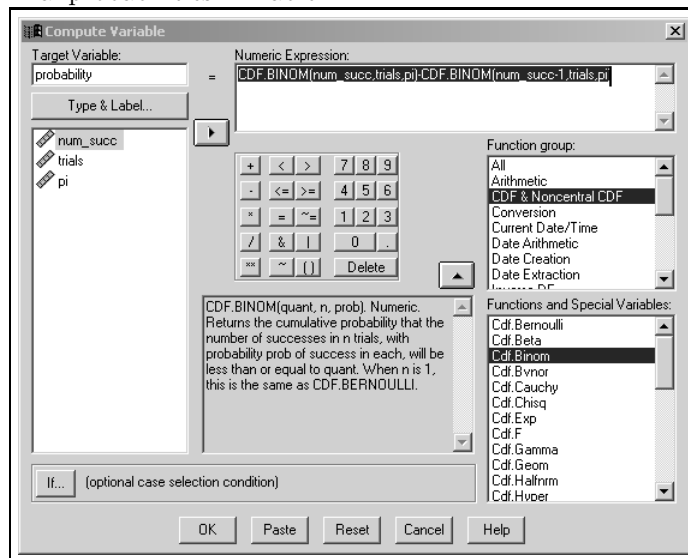 Compute Variable
Target Variable:
probability
=
Numeric Expression:
CDF.BINOM(num_succ,trials,pi)-CDF.BINOM(num_succ-1,trials,pi
Type & Label...
num_succ
trials
pi
+ < > 7 8 9
- <= >= 4 5 6
* = ~= 1 2 3
/ & | 0 .
** ~ () Delete
Function group:
All
Arithmetic
CDF & Noncentral CDF
Conversion
Current Date/Time
Date Arithmetic
Date Creation
Date Extraction
CDF.BINOM(quant, n, prob). Numeric.
Returns the cumulative probability that the
number of successes in n trials, with
probability prob of success in each, will be
less than or equal to quant. When n is 1,
this is the same as CDF.BERNOULLI.
Functions and Special Variables:
Cdf.Bernoulli
Cdf.Beta
Cdf.Binom
Cdf.Bvnor
Cdf.Cauchy
Cdf.Chisq
Cdf.Exp
Cdf.F
Cdf.Gamma
Cdf.Geom
Cdf.Halfnrm
Cdf.Hyper
If... (optional case selection condition)
OK Paste Reset Cancel Help